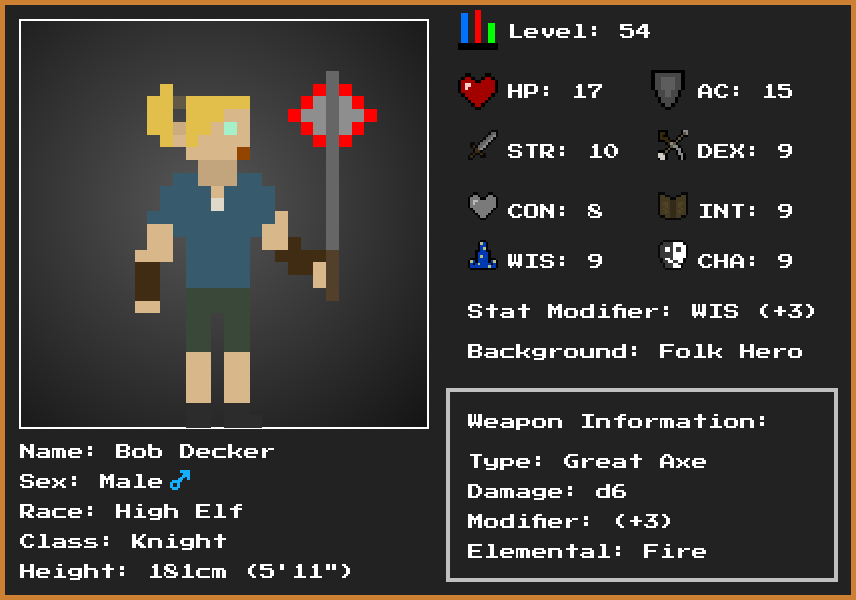 Level: 54
HP: 17
AC: 15
STR: 10
DEX: 9
CON: 8
INT: 9
WIS: 9
CHA: 9
Stat Modifier: WIS (+3)
Background: Folk Hero
Weapon Information:
Type: Great Axe
Damage: d6
Modifier: (+3)
Elemental: Fire
Name: Bob Decker
Sex: Male♂
Race: High Elf
Class: Knight
Height: 181cm (5'11")